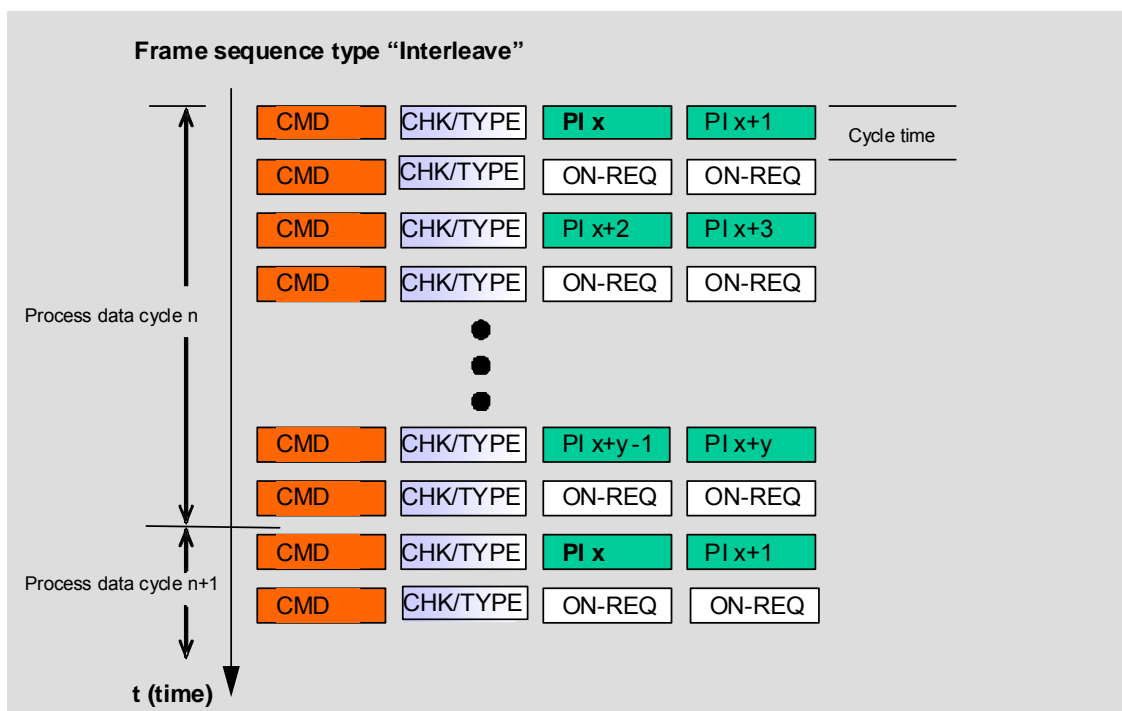 Frame sequence type “Interleave”
CMD CHK/TYPE PI x PI x+1 Cycle time
CMD CHK/TYPE ON-REQ ON-REQ
CMD CHK/TYPE PI x+2 PI x+3
CMD CHK/TYPE ON-REQ ON-REQ
Process data cycle n
CMD CHK/TYPE PI x+y -1 PI x+y
CMD CHK/TYPE ON-REQ ON-REQ
CMD CHK/TYPE PI x PI x+1
Process data cycle n+1
CMD CHK/TYPE ON-REQ ON-REQ
t (time)